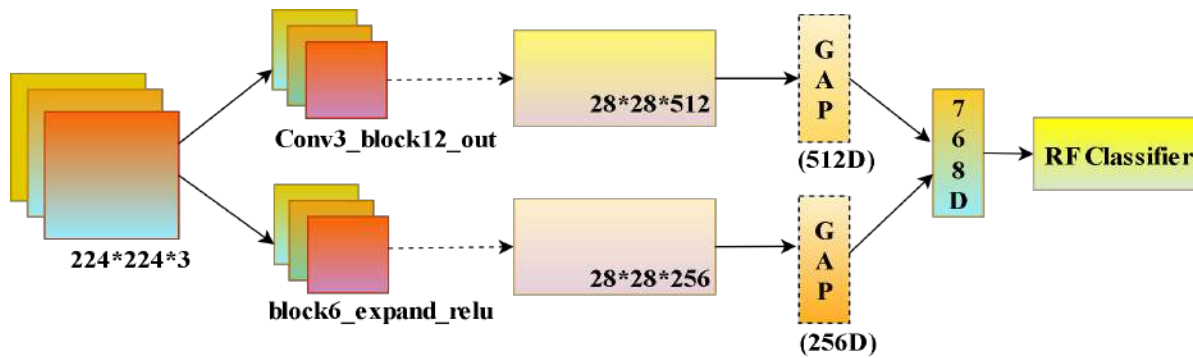 224*224*3
Conv3_block12_out
28*28*512
G
A
P
(512D)
block6_expand_relu
28*28*256
G
A
P
(256D)
7
6
8
D
RF Classifier